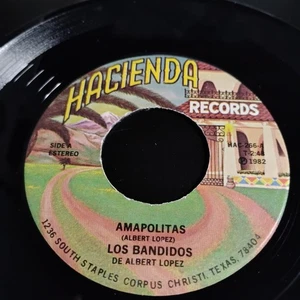 HACIENDA
RECORDS
SIDE A
ESTEREO
HAC-266-A
℗ 1982
AMAPOLITAS
(ALBERT LOPEZ)
LOS BANDIDOS
DE ALBERT LOPEZ
1236 SOUTH STAPLES CORPUS CHRISTI, TEXAS, 78404